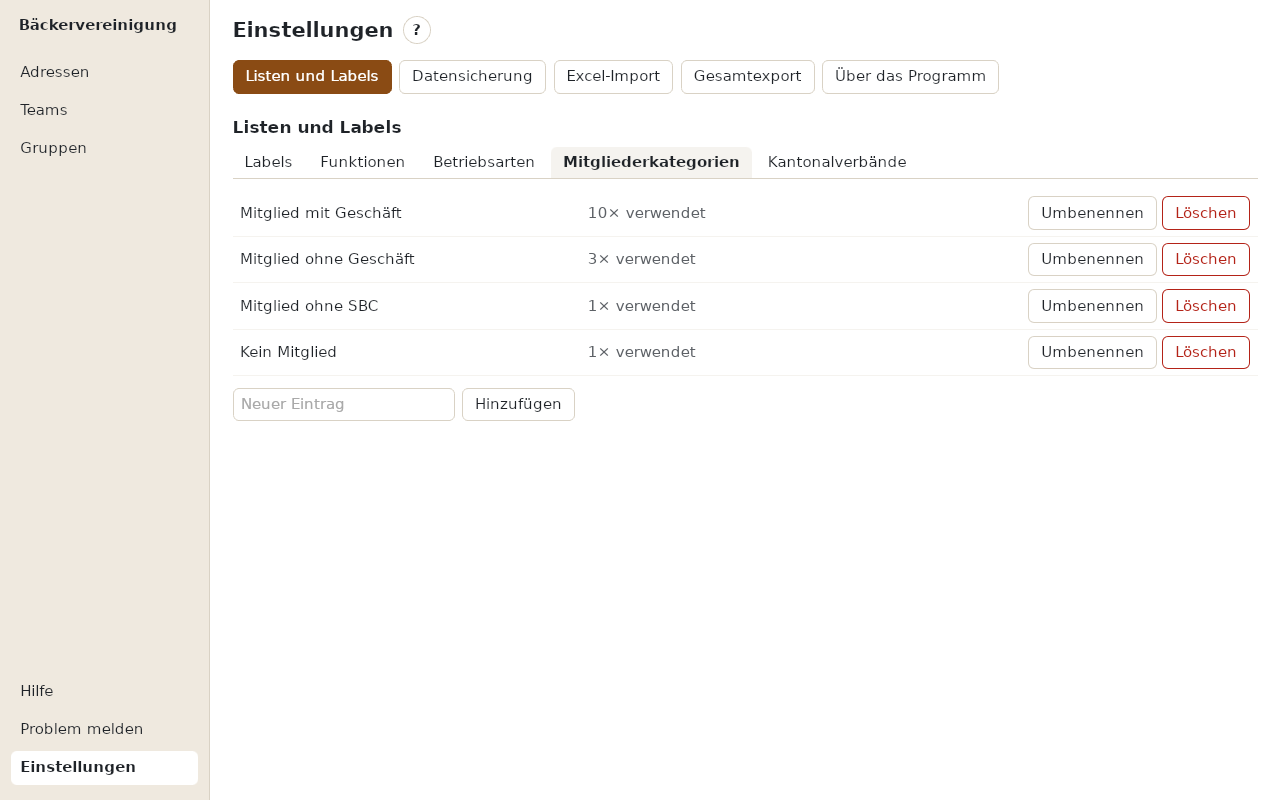 Bäckervereinigung
Adressen
Teams
Gruppen
Hilfe
Problem melden
Einstellungen
Einstellungen ?
Listen und Labels Datensicherung Excel-Import Gesamtexport Über das Programm
Listen und Labels
Labels Funktionen Betriebsarten Mitgliederkategorien Kantonalverbände
Mitglied mit Geschäft 10× verwendet Umbenennen Löschen
Mitglied ohne Geschäft 3× verwendet Umbenennen Löschen
Mitglied ohne SBC 1× verwendet Umbenennen Löschen
Kein Mitglied 1× verwendet Umbenennen Löschen
Neuer Eintrag Hinzufügen